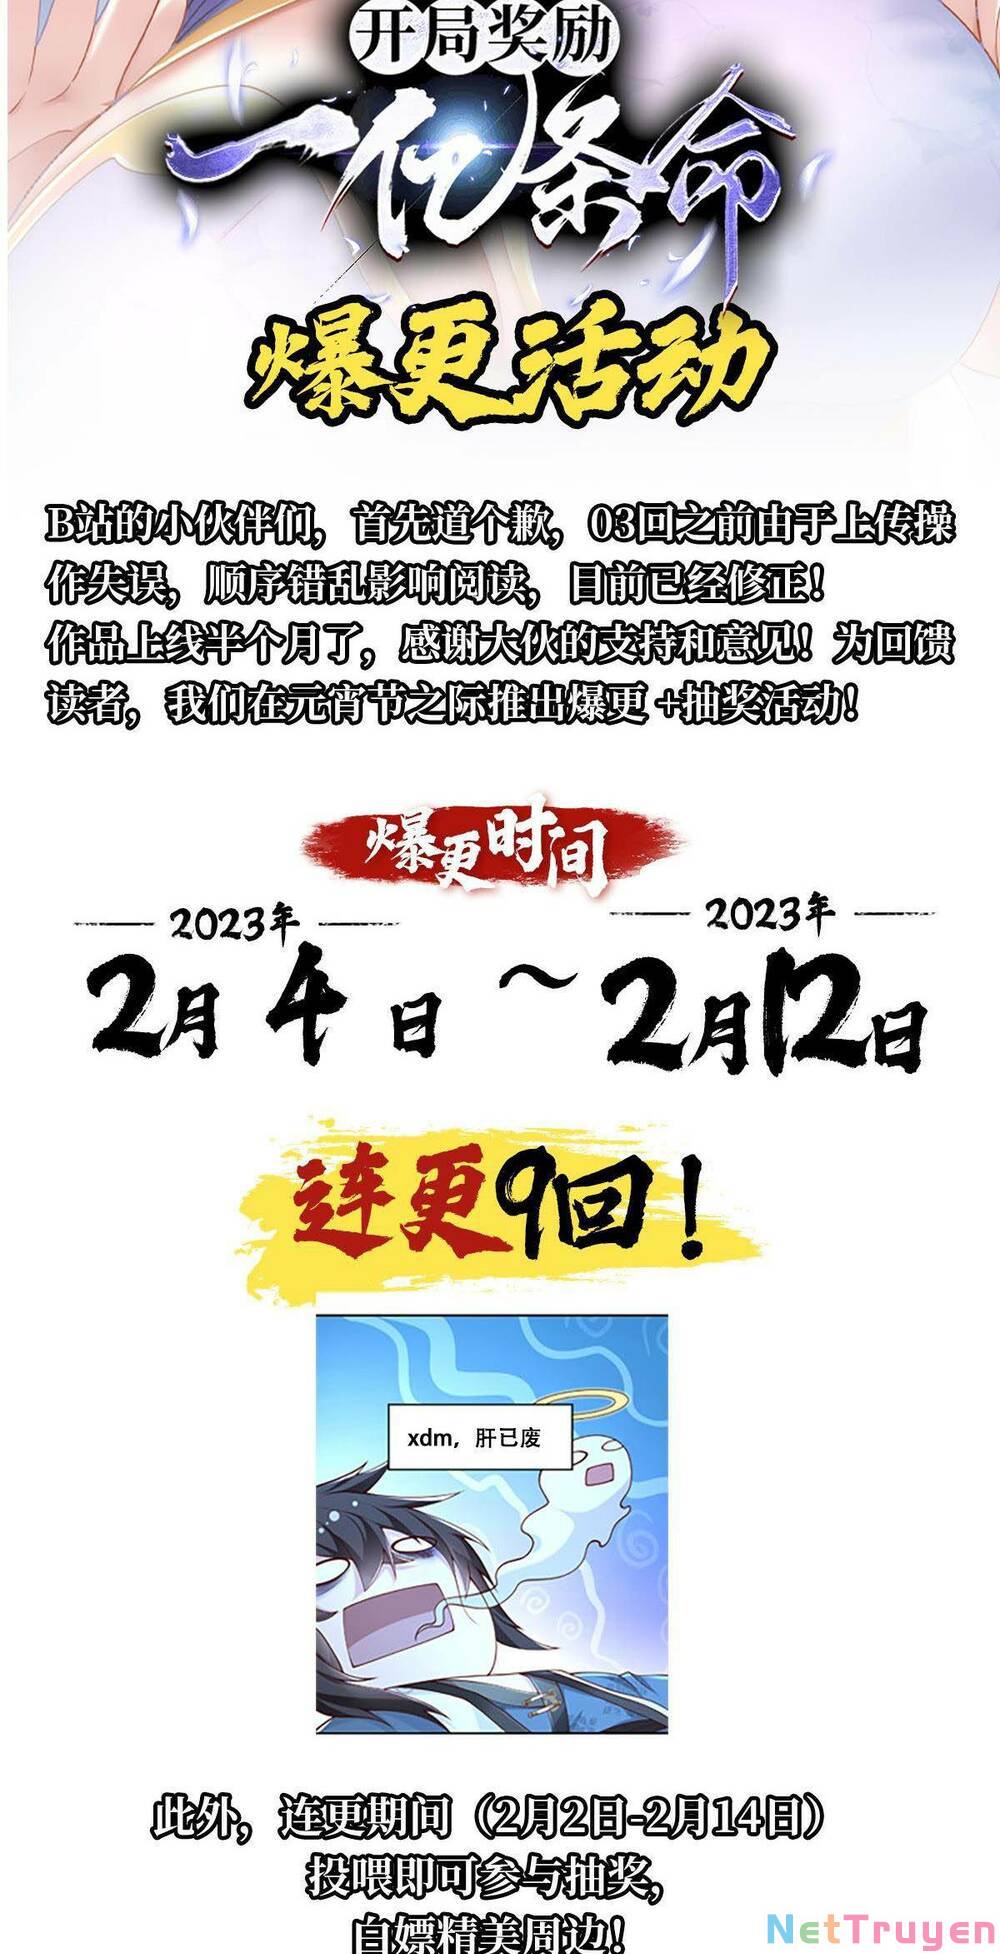 开局奖励
一亿条命
爆更活动
B站的小伙伴们，首先道个歉，03回之前由于上传操
作失误，顺序错乱影响阅读，目前已经修正！
作品上线半个月了，感谢大伙的支持和意见！为回馈
读者，我们在元宵节之际推出爆更+抽奖活动！
爆更时间
2023年 2023年
2月4日 ~ 2月12日
连更9回！
xdm，肝已废
此外，连更期间（2月2日-2月14日）
投喂即可参与抽奖，
白嫖精美周边！
NetTruyen